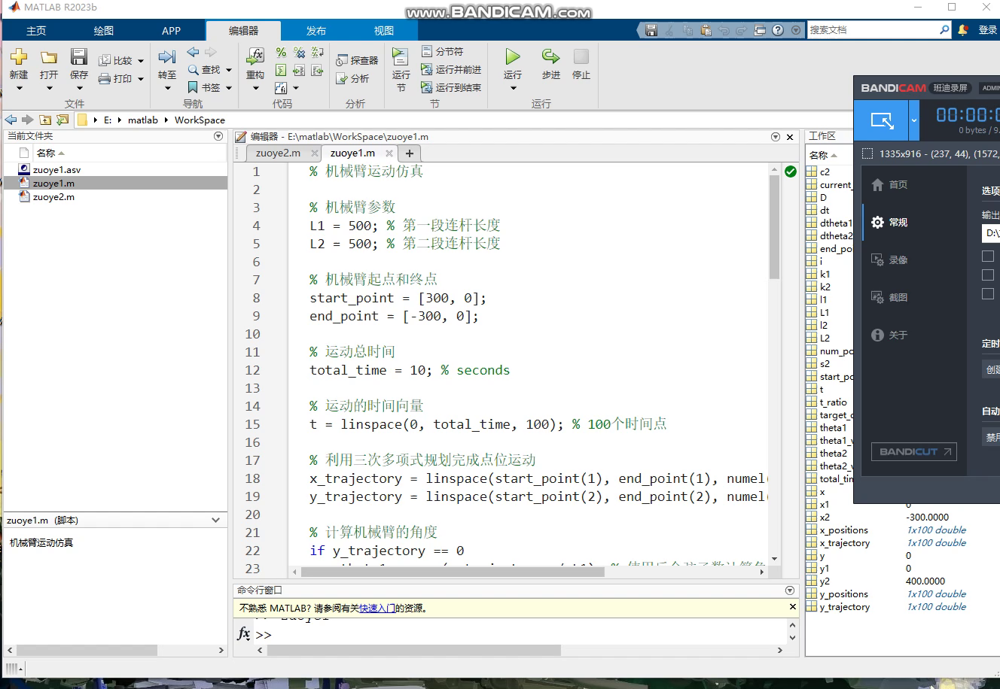 MATLAB R2023b
www.BANDICAM.com
主页 绘图 APP 编辑器 发布 视图
搜索文档 登录
新建 打开 保存 比较 打印 转至 查找 书签 重构 探查器 分析 运行节 分节符 运行并前进 运行到结束 运行 步进 停止
文件 导航 代码 分析 节 运行
E: matlab WorkSpace
当前文件夹
名称
zuoye1.asv
zuoye1.m
zuoye2.m
zuoye1.m (脚本)
机械臂运动仿真
编辑器 - E:\matlab\WorkSpace\zuoye1.m
zuoye2.m zuoye1.m
1 % 机械臂运动仿真
2
3 % 机械臂参数
4 L1 = 500; % 第一段连杆长度
5 L2 = 500; % 第二段连杆长度
6
7 % 机械臂起点和终点
8 start_point = [300, 0];
9 end_point = [-300, 0];
10
11 % 运动总时间
12 total_time = 10; % seconds
13
14 % 运动的时间向量
15 t = linspace(0, total_time, 100); % 100个时间点
16
17 % 利用三次多项式规划完成点位运动
18 x_trajectory = linspace(start_point(1), end_point(1), numel(
19 y_trajectory = linspace(start_point(2), end_point(2), numel(
20
21 % 计算机械臂的角度
22 if y_trajectory == 0
23
命令行窗口
不熟悉 MATLAB? 请参阅有关快速入门的资源。
fx >>
工作区
名称
c2
current_
D
dt
dtheta1
dtheta2
end_po
i
k1
k2
l1
L1
l2
L2
num_po
s2
start_po
t
t_ratio
target_
theta1
theta1_
theta2
theta2_
total_tim
x
x1 0
x2 -300.0000
x_positions 1x100 double
x_trajectory 1x100 double
y 0
y1 0
y2 400.0000
y_positions 1x100 double
y_trajectory 1x100 double
BANDICAM 班迪录屏 ADMIN
00:00:0
0 bytes / 9.
1335x916 - (237, 44), (1572,
首页
常规
录像
截图
关于
BANDICUT
选项
输出
D:\
定时
创建
自动
禁用